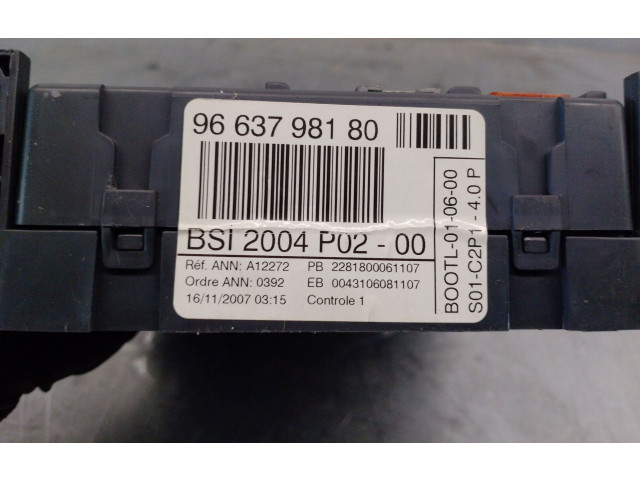 96 637 981 80
BSI 2004 P02 - 00
Réf. ANN: A12272 PB 2281800061107
Ordre ANN: 0392 EB 0043106081107
16/11/2007 03:15 Controle 1
BOOTL-01-06-00
S01-C2P1 - 4.0 P